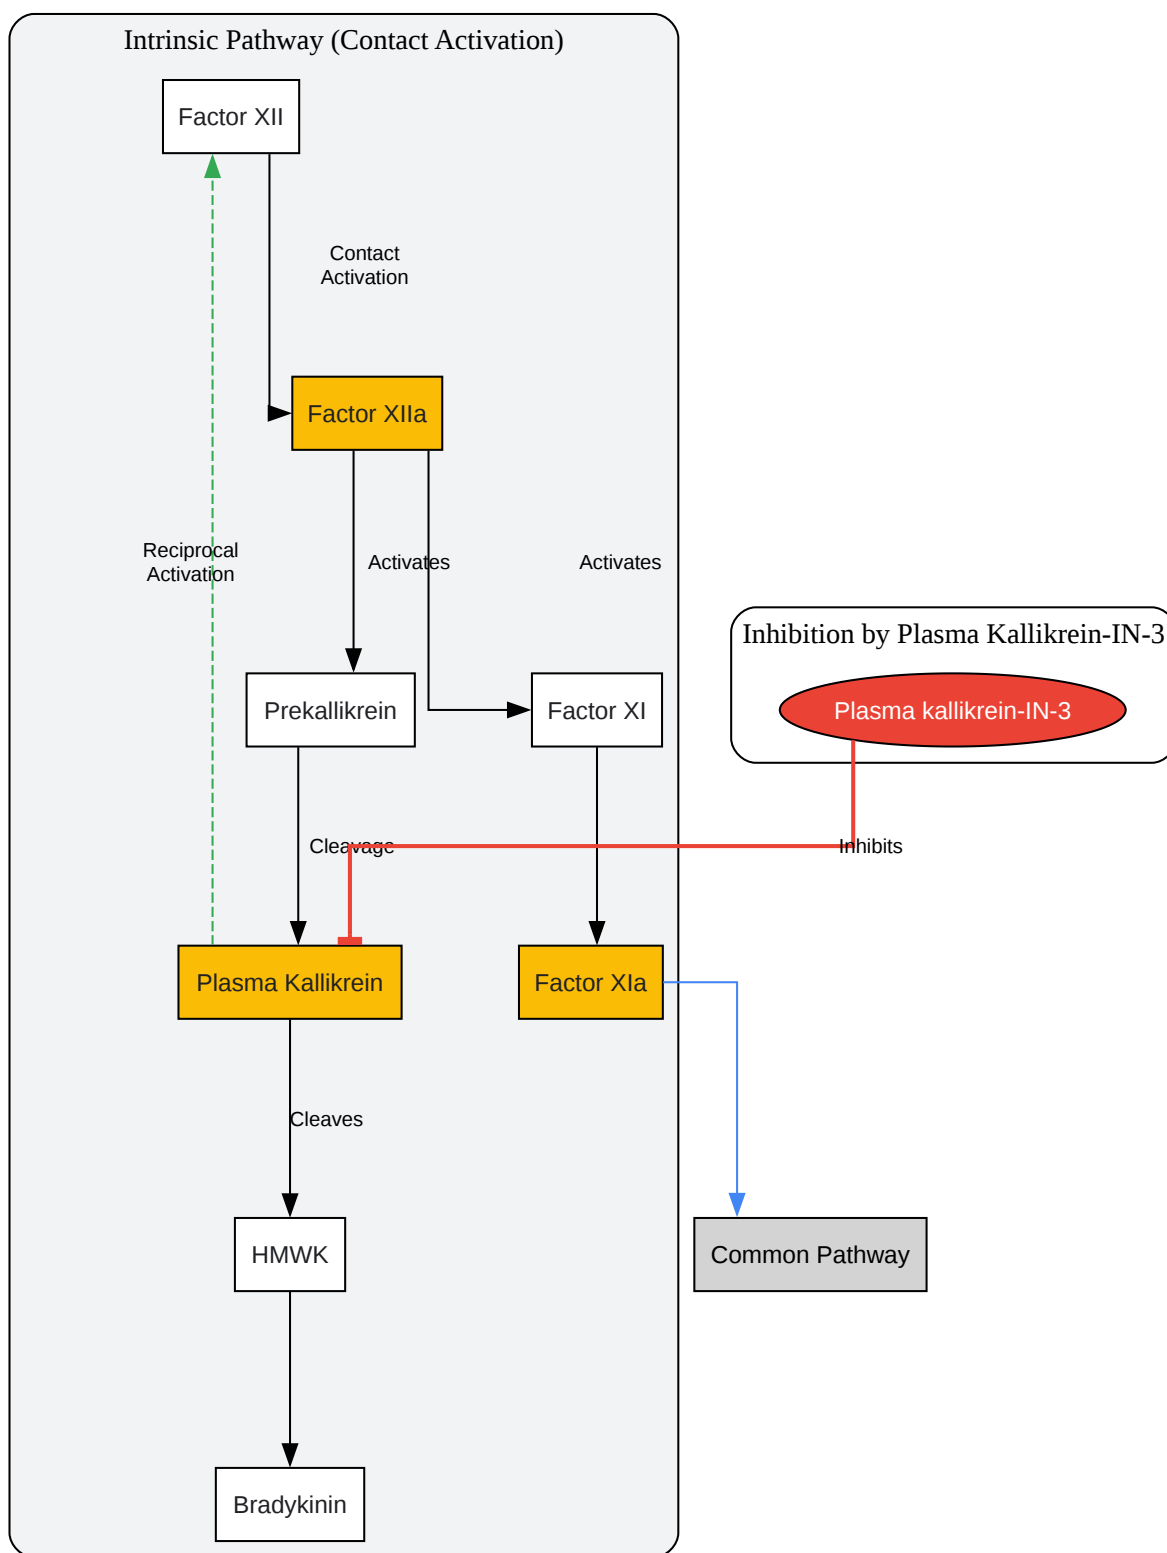 Intrinsic Pathway (Contact Activation)
Factor XII
Contact
Activation
Factor XIIa
Reciprocal
Activation
Activates
Activates
Inhibition by Plasma Kallikrein-IN-3
Plasma kallikrein-IN-3
Prekallikrein
Factor XI
Cleavage
Inhibits
Plasma Kallikrein
Factor XIa
Cleaves
HMWK
Common Pathway
Bradykinin